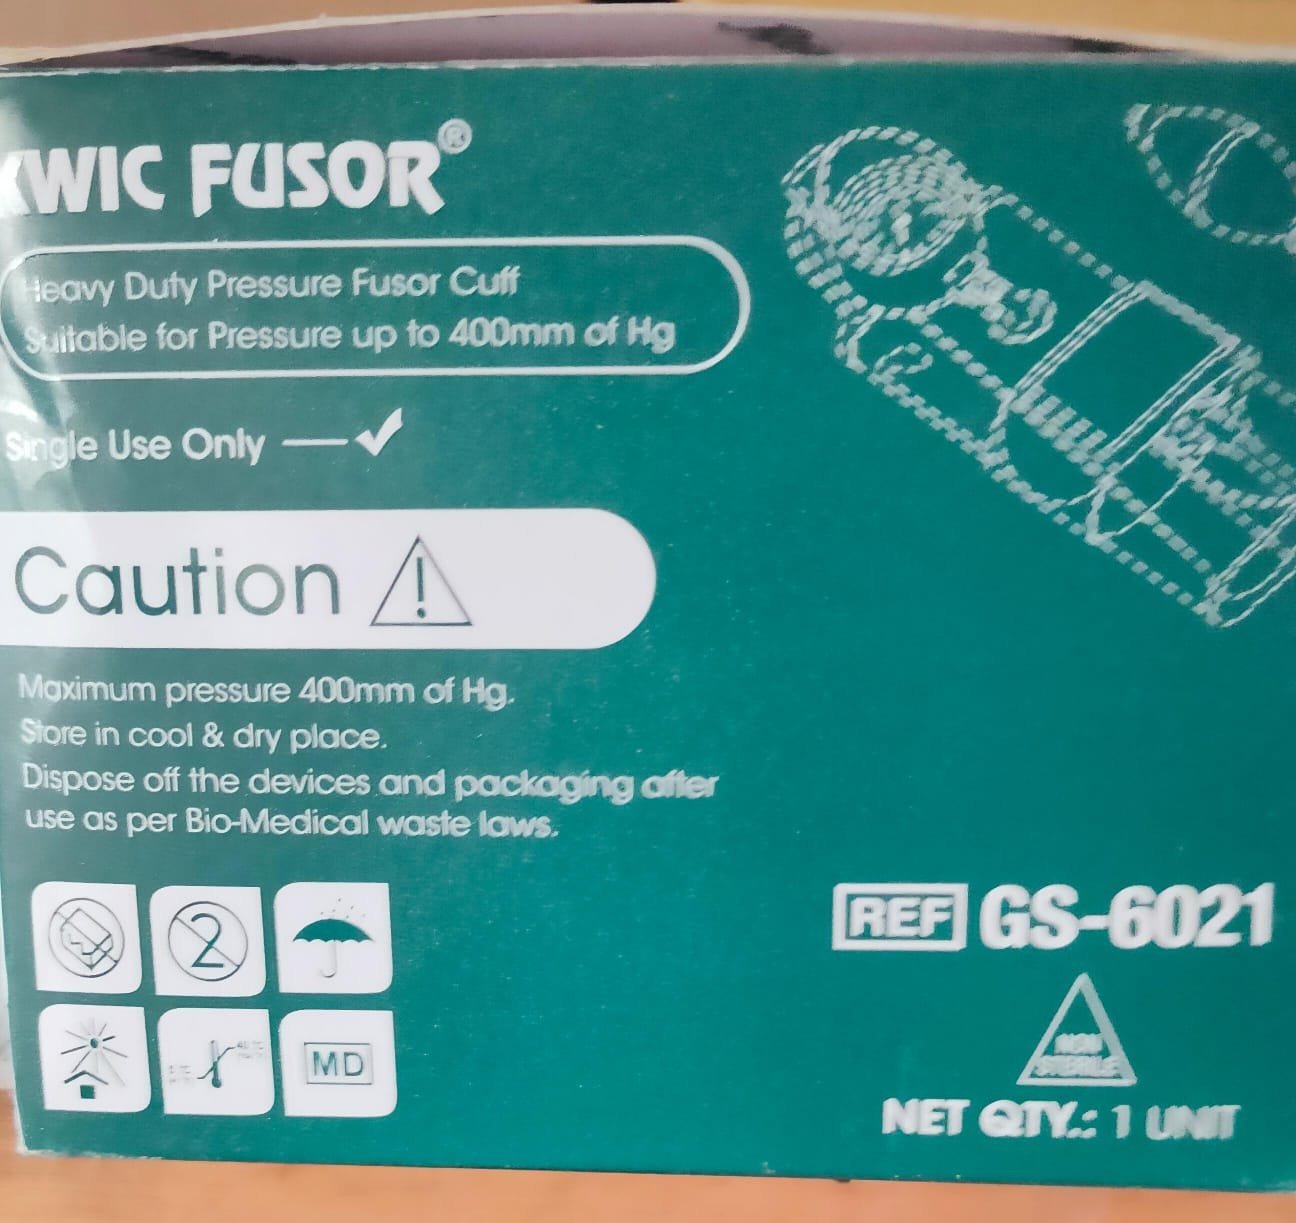 KWIC FUSOR®
Heavy Duty Pressure Fusor Cuff
Suitable for Pressure up to 400mm of Hg
Single Use Only
Caution
!
Maximum pressure 400mm of Hg.
Store in cool & dry place.
Dispose off the devices and packaging after
use as per Bio-Medical waste laws.
2
MD
REF GS-6021
NON
STERILE
NET QTY.: 1 UNIT